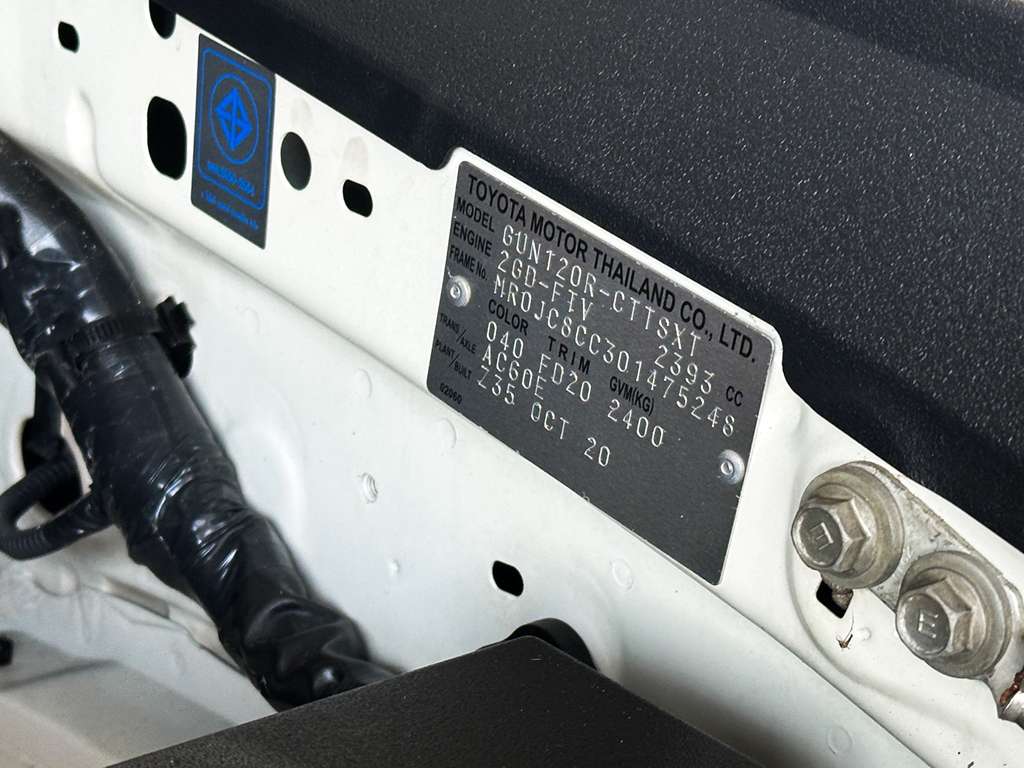 TOYOTA MOTOR THAILAND CO., LTD.
MODEL GUN120R-CTTSXT
ENGINE 2GD-FTV 2393 CC
FRAME No. MR0JC8CC301475248
COLOR TRIM GVM(KG)
040 FD20 2400
TRANS/AXLE AC60E
PLANT/BUILT Z35 OCT 20
02060